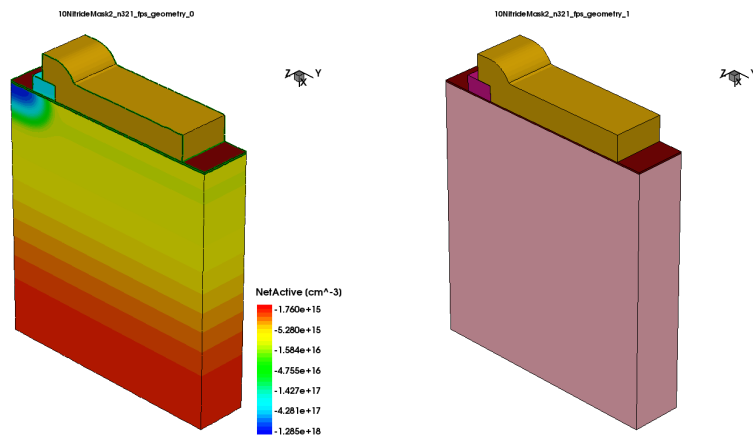 10NitrideMask2_n321_fps_geometry_0
10NitrideMask2_n321_fps_geometry_1
Z Y
X
Z Y
X
NetActive [cm^-3]
-1.760e+15
-5.280e+15
-1.584e+16
-4.755e+16
-1.427e+17
-4.281e+17
-1.285e+18